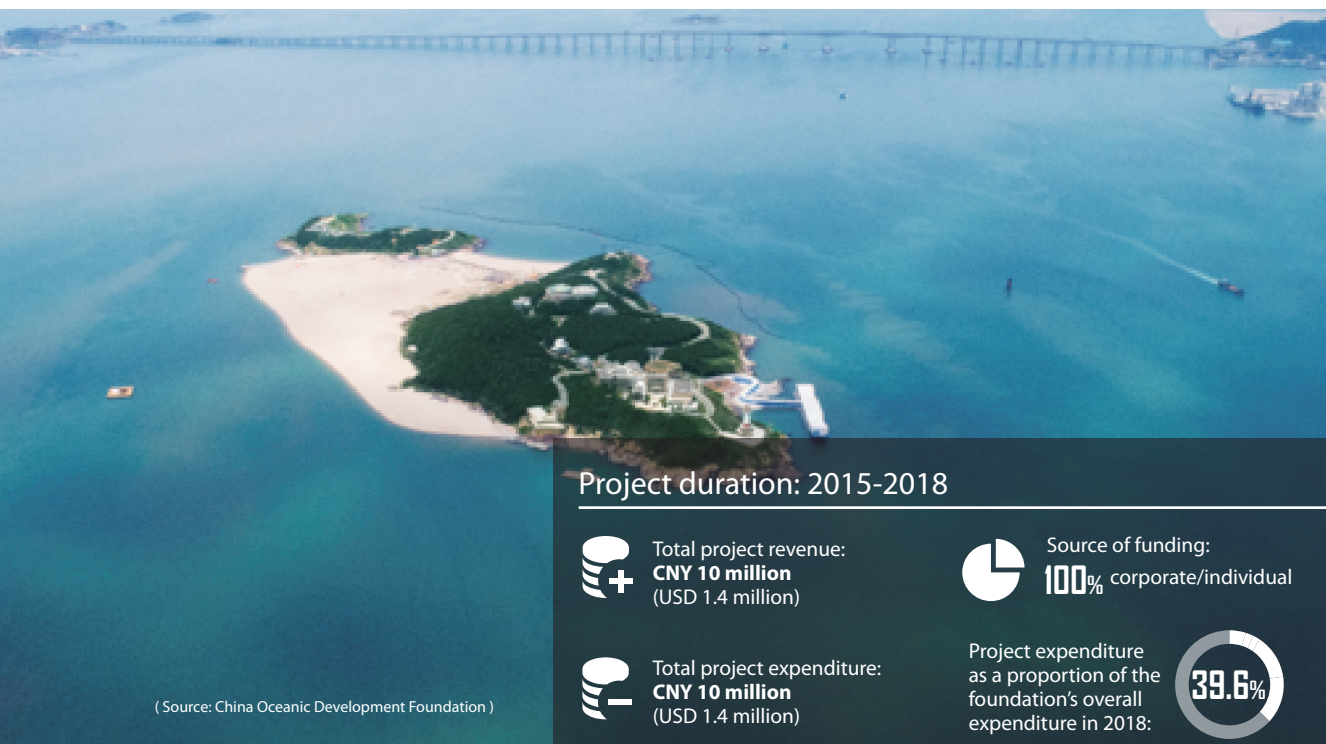 Project duration: 2015-2018
Total project revenue:
CNY 10 million
(USD 1.4 million)
Source of funding:
100% corporate/individual
Total project expenditure:
CNY 10 million
(USD 1.4 million)
Project expenditure
as a proportion of the
foundation's overall
expenditure in 2018:
39.6%
( Source: China Oceanic Development Foundation )